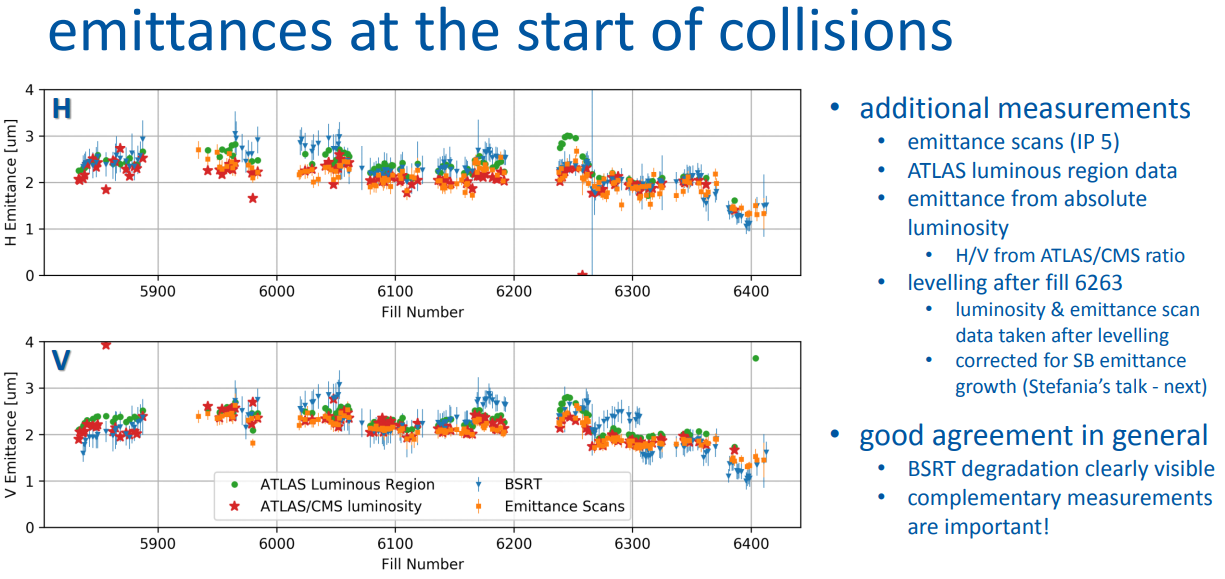 emittances at the start of collisions
H
4
3
2
1
0
H Emittance [um]
5900 6000 6100 6200 6300 6400
Fill Number
V
4
3
2
1
0
V Emittance [um]
ATLAS Luminous Region
ATLAS/CMS luminosity
BSRT
Emittance Scans
5900 6000 6100 6200 6300 6400
Fill Number
• additional measurements
• emittance scans (IP 5)
• ATLAS luminous region data
• emittance from absolute
luminosity
• H/V from ATLAS/CMS ratio
• levelling after fill 6263
• luminosity & emittance scan
data taken after levelling
• corrected for SB emittance
growth (Stefania's talk - next)
• good agreement in general
• BSRT degradation clearly visible
• complementary measurements
are important!